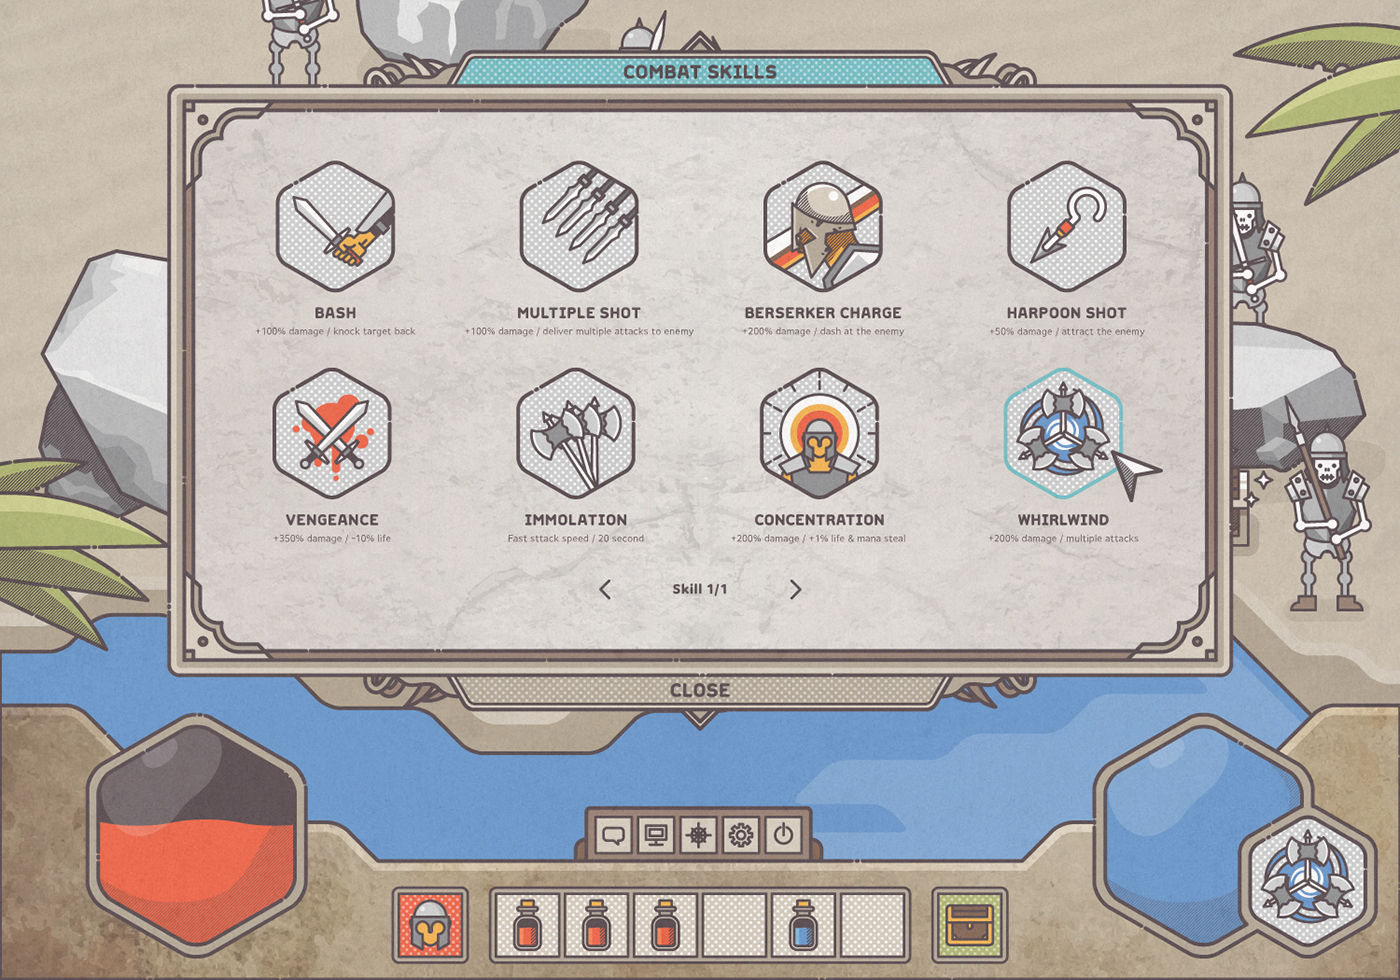 COMBAT SKILLS
BASH
+100% damage / knock target back
MULTIPLE SHOT
+100% damage / deliver multiple attacks to enemy
BERSERKER CHARGE
+200% damage / dash at the enemy
HARPOON SHOT
+50% damage / attract the enemy
VENGEANCE
+350% damage / -10% life
IMMOLATION
Fast sttack speed / 20 second
CONCENTRATION
+200% damage / +1% life & mana steal
WHIRLWIND
+200% damage / multiple attacks
Skill 1/1
CLOSE